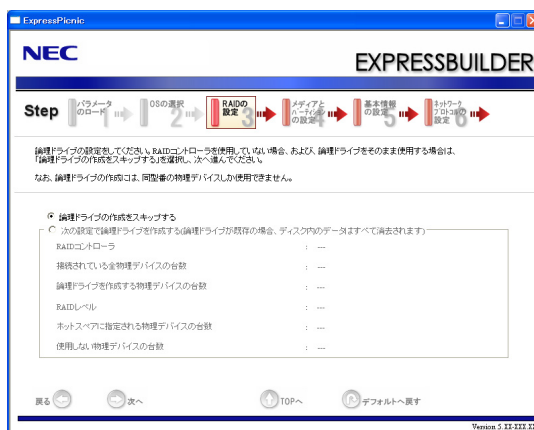 ExpressPicnic
NEC
EXPRESSBUILDER
Step
パラメータのロード 1
OSの選択 2
RAIDの設定 3
メディアとパーティションの設定 4
基本情報の設定 5
ネットワークプロトコルの設定 6
論理ドライブの設定をしてください。RAIDコントローラを使用していない場合、および、論理ドライブをそのまま使用する場合は、
「論理ドライブの作成をスキップする」を選択し、次へ進んでください。
なお、論理ドライブの作成には、同型番の物理デバイスしか使用できません。
論理ドライブの作成をスキップする
次の設定で論理ドライブを作成する(論理ドライブが既存の場合、ディスク内のデータはすべて消去されます)
RAIDコントローラ : ---
接続されている全物理デバイスの台数 : ---
論理ドライブを作成する物理デバイスの台数 : ---
RAIDレベル : ---
ホットスペアに指定される物理デバイスの台数 : ---
使用しない物理デバイスの台数 : ---
戻る 次へ TOPへ デフォルトへ戻す
Version 5.XX-XXX.XX